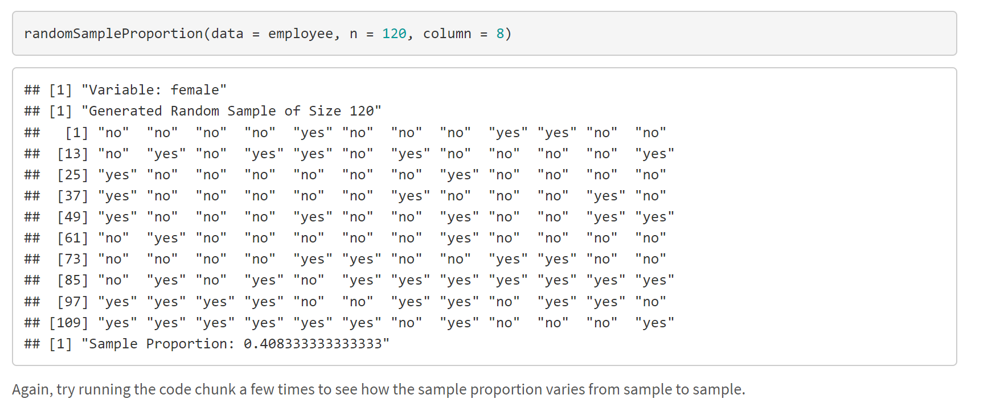 randomSampleProportion(data = employee, n = 120, column = 8)
## [1] "Variable: female"
## [1] "Generated Random Sample of Size 120"
##   [1] "no"  "no"  "no"  "no"  "yes" "no"  "no"  "no"  "yes" "yes" "no"  "no"
##  [13] "no"  "yes" "no"  "yes" "yes" "no"  "yes" "no"  "no"  "no"  "no"  "yes"
##  [25] "yes" "no"  "no"  "no"  "no"  "no"  "no"  "yes" "no"  "no"  "no"  "no"
##  [37] "yes" "no"  "no"  "no"  "no"  "no"  "yes" "no"  "no"  "no"  "yes" "no"
##  [49] "yes" "no"  "no"  "no"  "yes" "no"  "no"  "yes" "no"  "no"  "yes" "yes"
##  [61] "no"  "yes" "no"  "no"  "no"  "no"  "no"  "yes" "no"  "no"  "no"  "no"
##  [73] "no"  "no"  "no"  "no"  "yes" "yes" "no"  "no"  "yes" "yes" "no"  "no"
##  [85] "no"  "yes" "no"  "yes" "no"  "yes" "yes" "yes" "yes" "yes" "yes" "yes"
##  [97] "yes" "yes" "yes" "yes" "no"  "no"  "yes" "yes" "no"  "yes" "yes" "no"
## [109] "yes" "yes" "yes" "yes" "yes" "yes" "no"  "yes" "no"  "no"  "no"  "yes"
## [1] "Sample Proportion: 0.408333333333333"
Again, try running the code chunk a few times to see how the sample proportion varies from sample to sample.